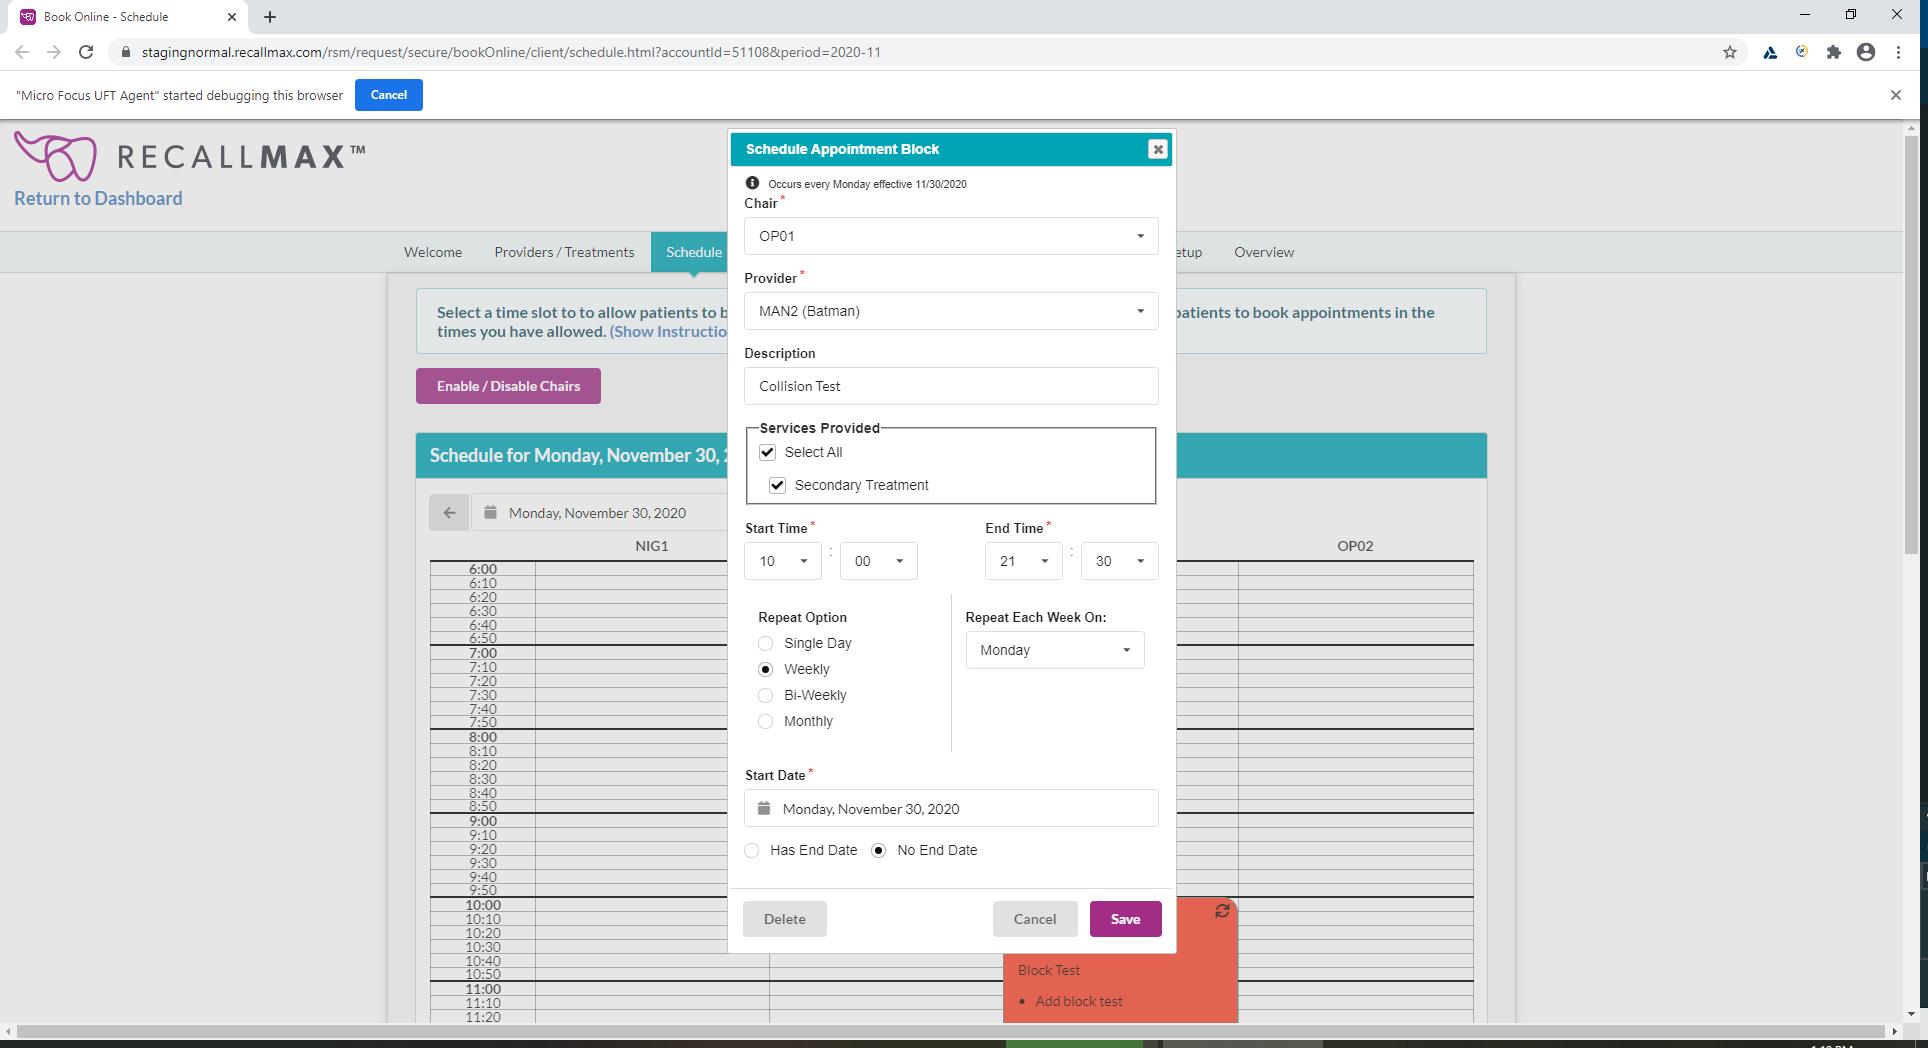 Book Online - Schedule
stagingnormal.recallmax.com/rsm/request/secure/bookOnline/client/schedule.html?accountId=51108&period=2020-11
"Micro Focus UFT Agent" started debugging this browser
Cancel
RECALLMAX™
Return to Dashboard
Welcome
Providers / Treatments
Schedule
etup
Overview
Select a time slot to to allow patients to b
patients to book appointments in the
times you have allowed. (Show Instructio
Enable / Disable Chairs
Schedule for Monday, November 30, 2
Monday, November 30, 2020
NIG1
OP02
6:00
6:10
6:20
6:30
6:40
6:50
7:00
7:10
7:20
7:30
7:40
7:50
8:00
8:10
8:20
8:30
8:40
8:50
9:00
9:10
9:20
9:30
9:40
9:50
10:00
10:10
10:20
10:30
10:40
10:50
11:00
11:10
11:20
Block Test
• Add block test
Schedule Appointment Block
Occurs every Monday effective 11/30/2020
Chair *
OP01
Provider *
MAN2 (Batman)
Description
Collision Test
Services Provided
Select All
Secondary Treatment
Start Time *
End Time *
10 : 00
21 : 30
Repeat Option
Single Day
Weekly
Bi-Weekly
Monthly
Repeat Each Week On:
Monday
Start Date *
Monday, November 30, 2020
Has End Date
No End Date
Delete
Cancel
Save